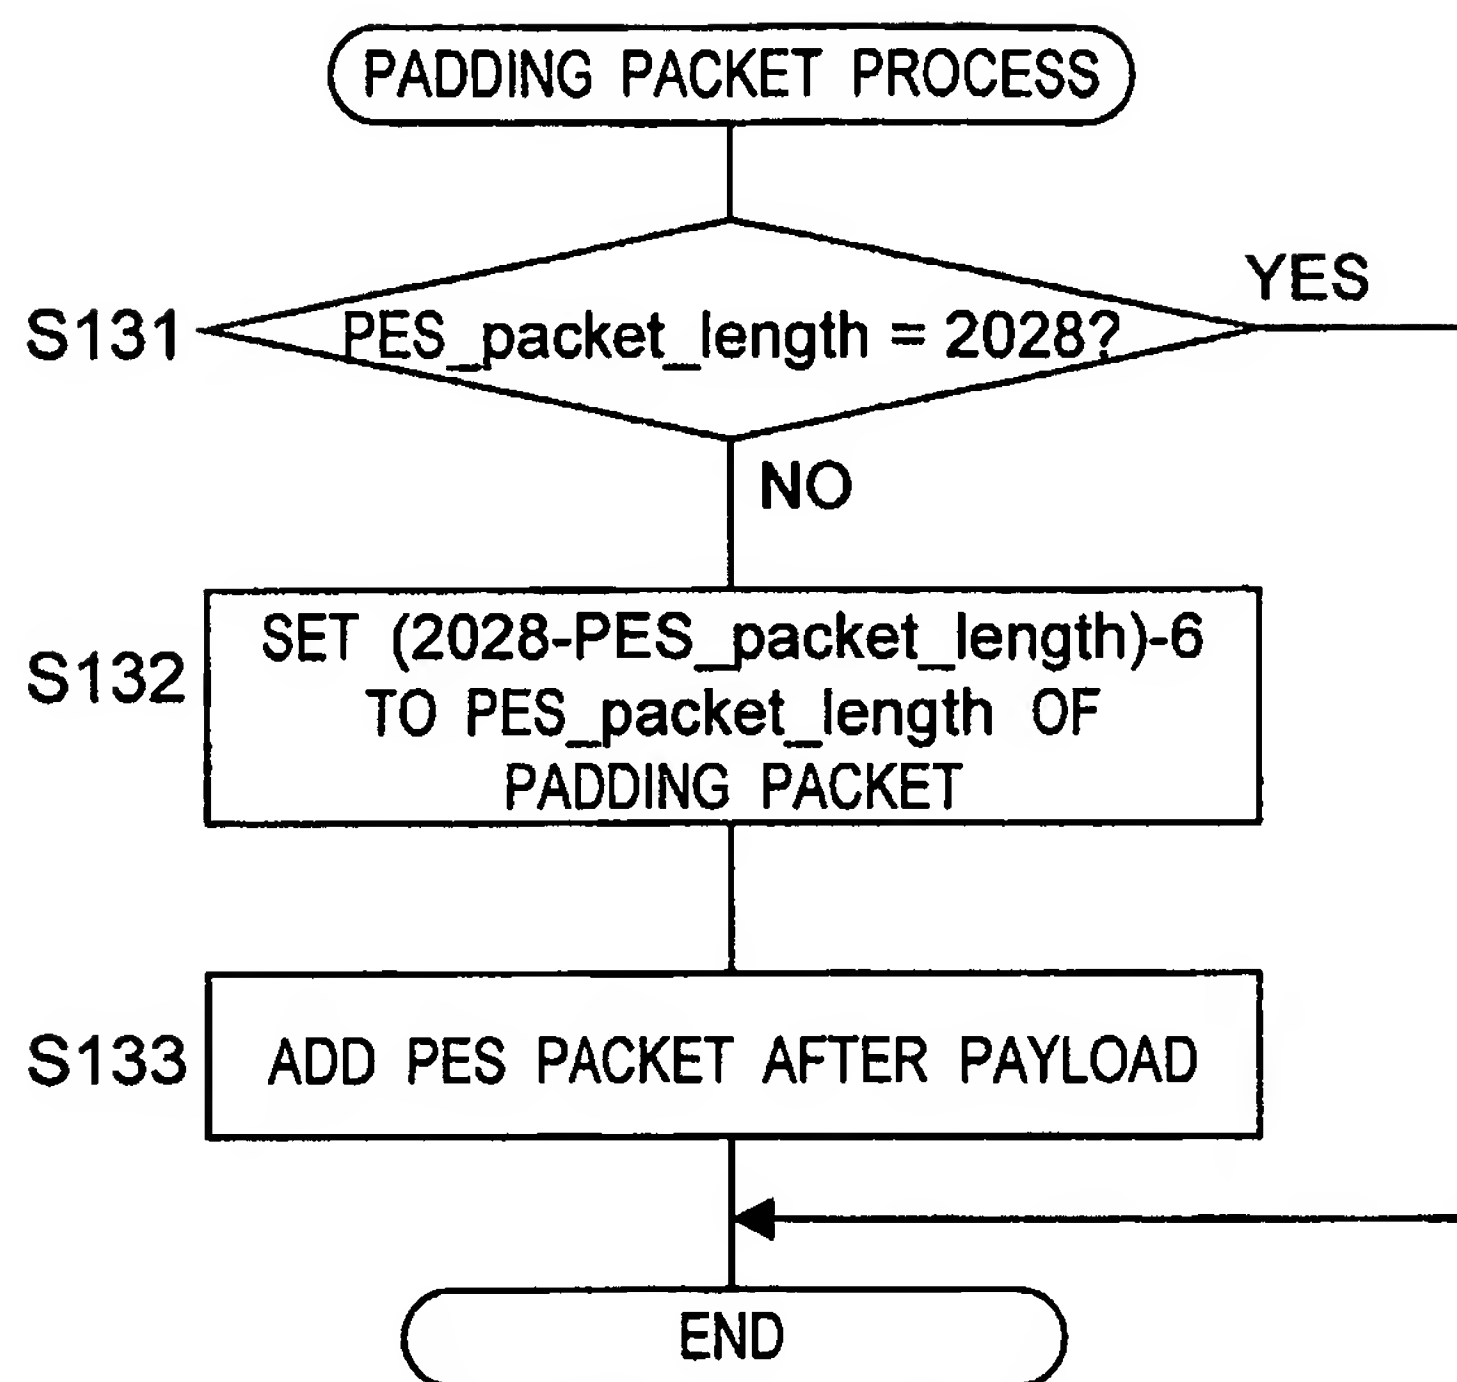 PADDING PACKET PROCESS
YES
S131
PES_packet_length = 2028?
NO
S132
SET (2028-PES_packet_length)-6
TO PES_packet_length OF
PADDING PACKET
S133
ADD PES PACKET AFTER PAYLOAD
END